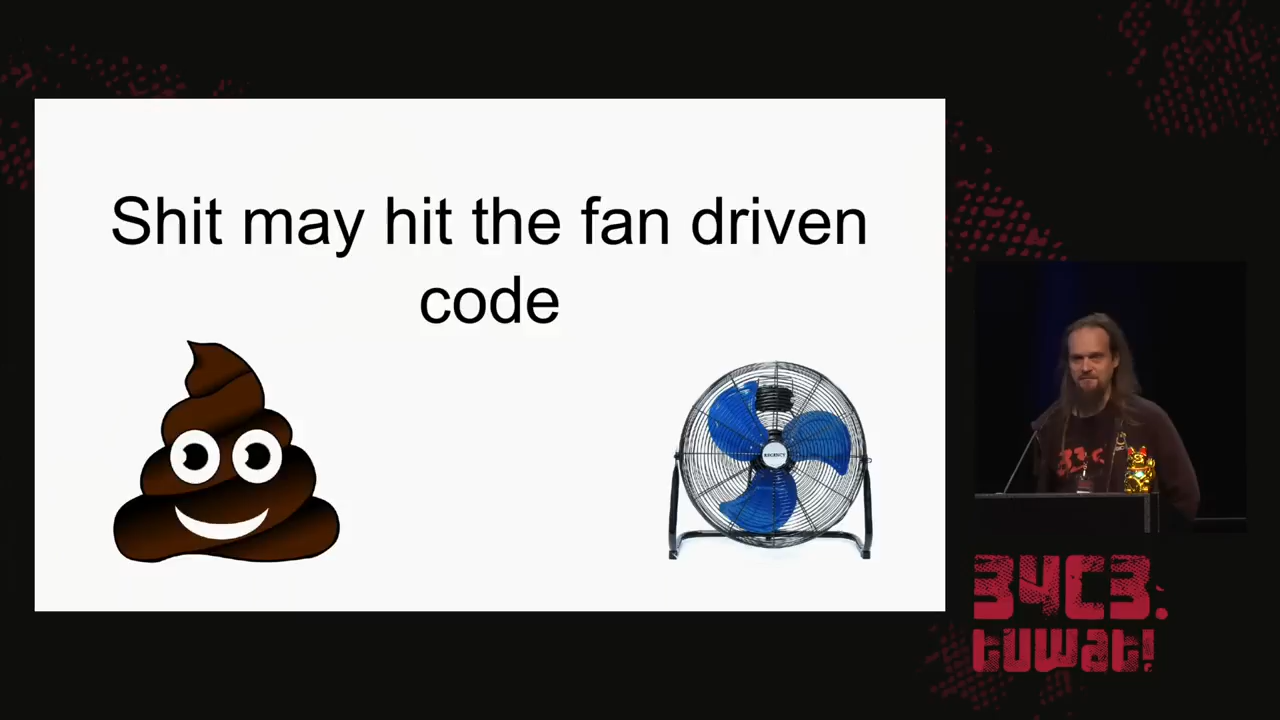 Shit may hit the fan driven
code
34C3.
tuwat!